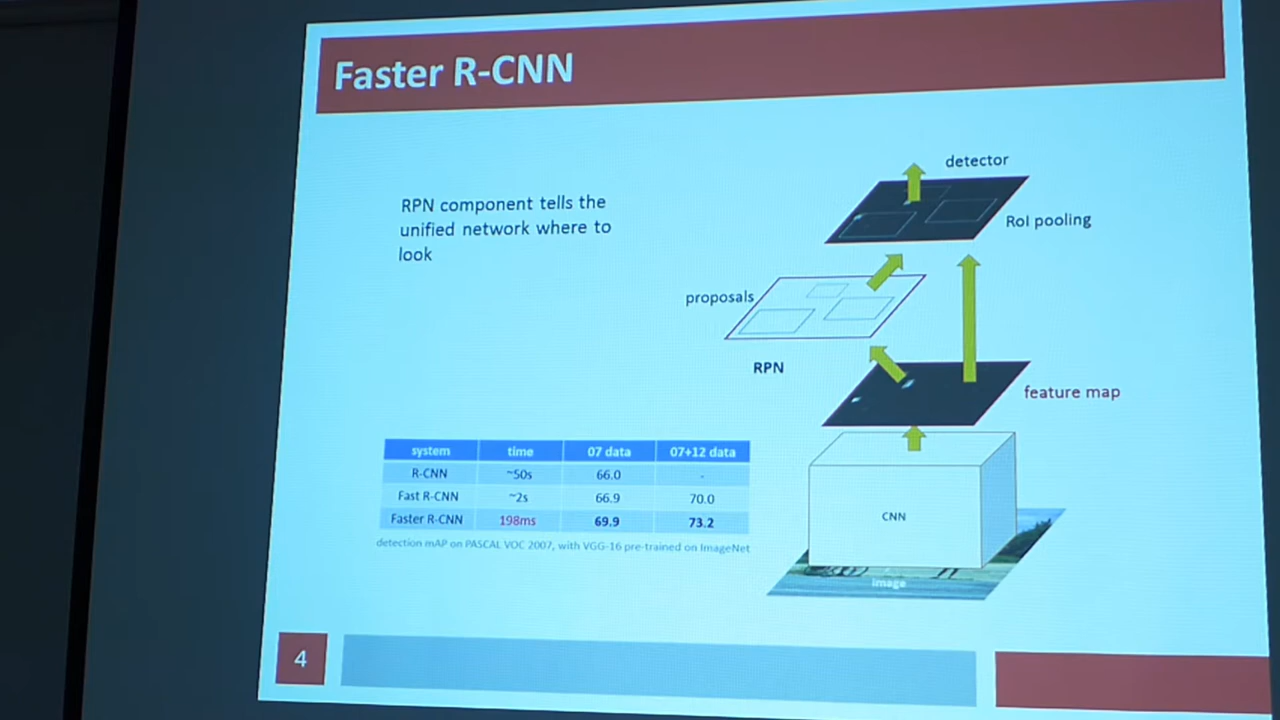 Faster R-CNN
RPN component tells the
unified network where to
look
detector
RoI pooling
proposals
RPN
feature map
CNN
image
system time 07 data 07+12 data
R-CNN ~50s 66.0 -
Fast R-CNN ~2s 66.9 70.0
Faster R-CNN 198ms 69.9 73.2
detection mAP on PASCAL VOC 2007, with VGG-16 pre-trained on ImageNet
4